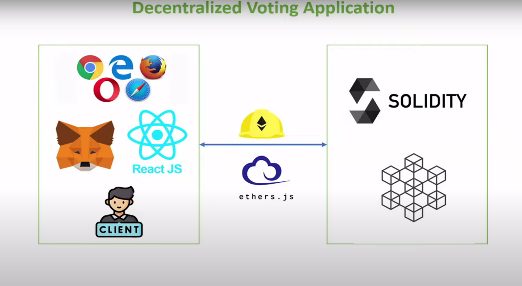 Decentralized Voting Application
React JS
CLIENT
ethers.js
SOLIDITY